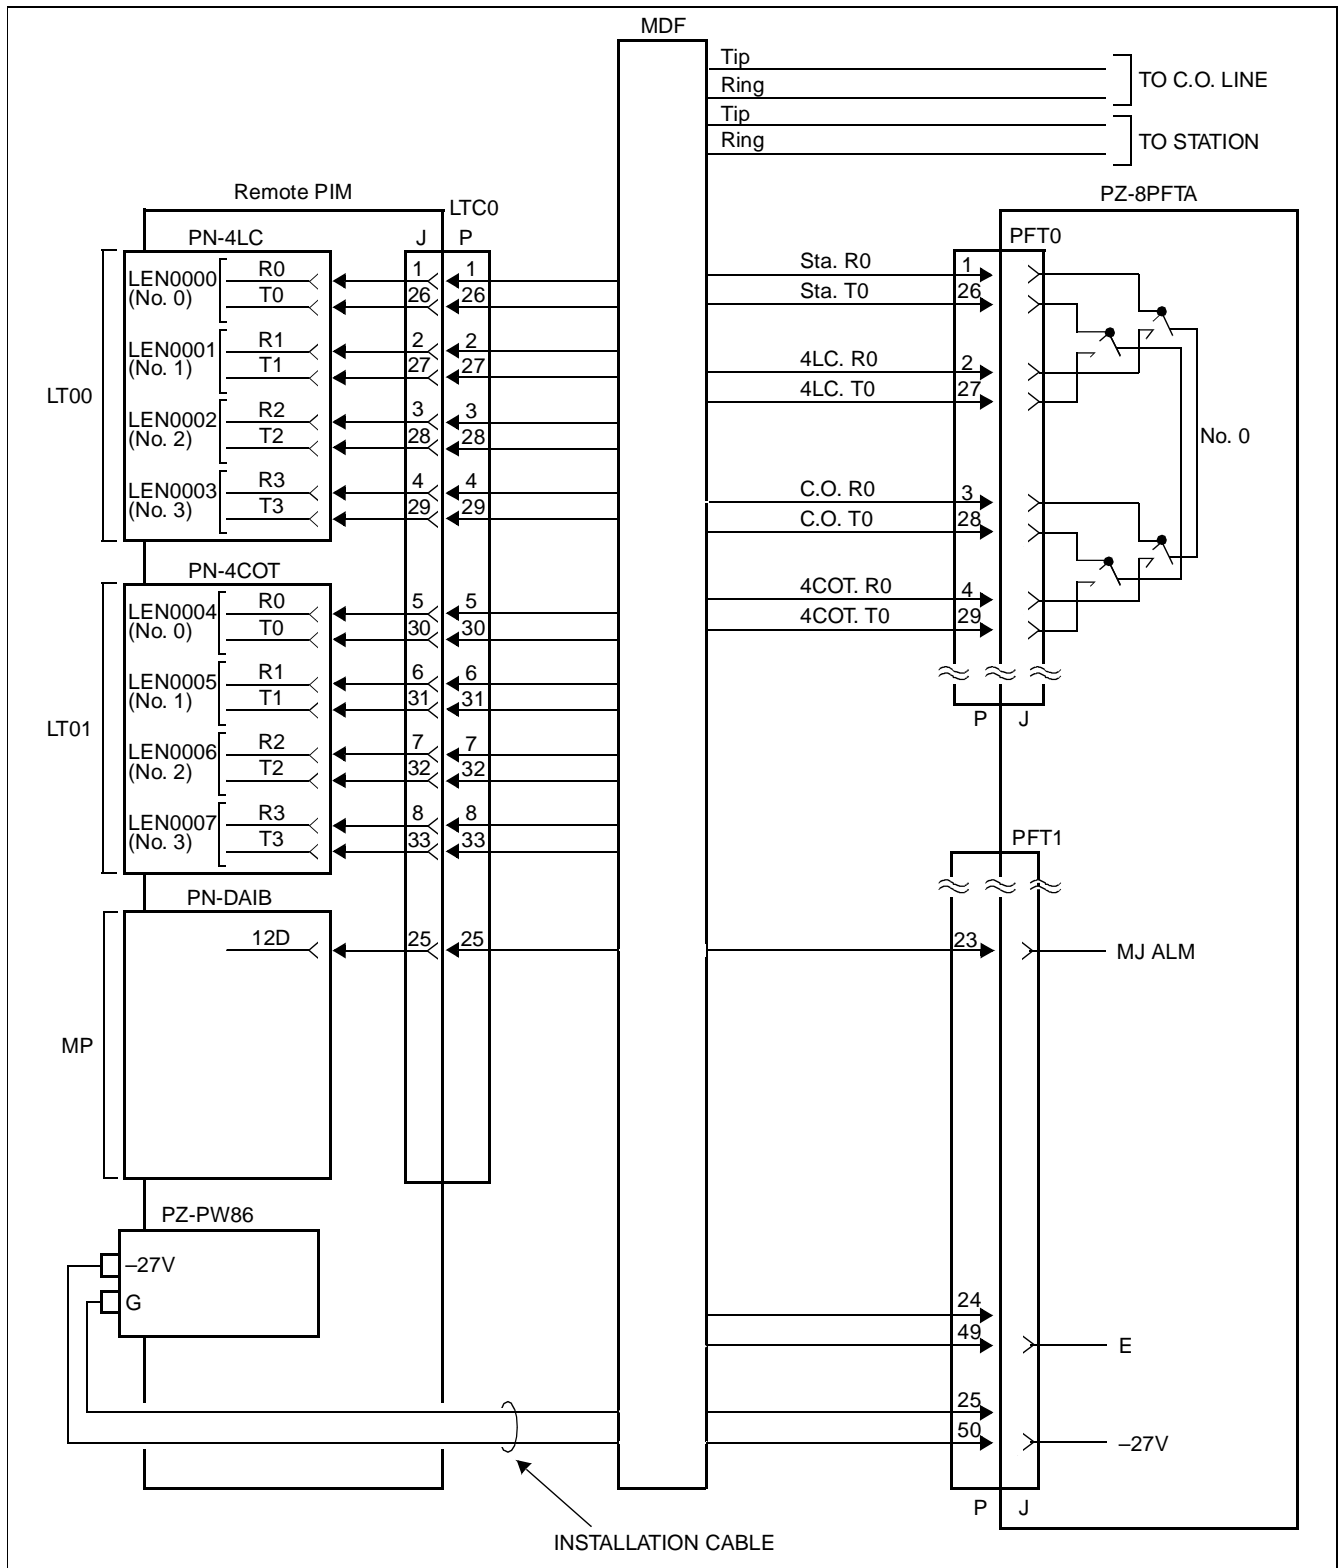 MDF
Tip
Ring
TO C.O. LINE
Tip
Ring
TO STATION
Remote PIM
LTC0
J P
PN-4LC
LT00
LEN0000
(No. 0)
R0 1 1
T0 26 26
LEN0001
(No. 1)
R1 2 2
T1 27 27
LEN0002
(No. 2)
R2 3 3
T2 28 28
LEN0003
(No. 3)
R3 4 4
T3 29 29
PN-4COT
LT01
LEN0004
(No. 0)
R0 5 5
T0 30 30
LEN0005
(No. 1)
R1 6 6
T1 31 31
LEN0006
(No. 2)
R2 7 7
T2 32 32
LEN0007
(No. 3)
R3 8 8
T3 33 33
PN-DAIB
12D 25 25
MP
PZ-PW86
–27V
G
INSTALLATION CABLE
PZ-8PFTA
PFT0
Sta. R0 1
Sta. T0 26
4LC. R0 2
4LC. T0 27
No. 0
C.O. R0 3
C.O. T0 28
4COT. R0 4
4COT. T0 29
P J
PFT1
23 MJ ALM
24
49 E
25
50 –27V
P J